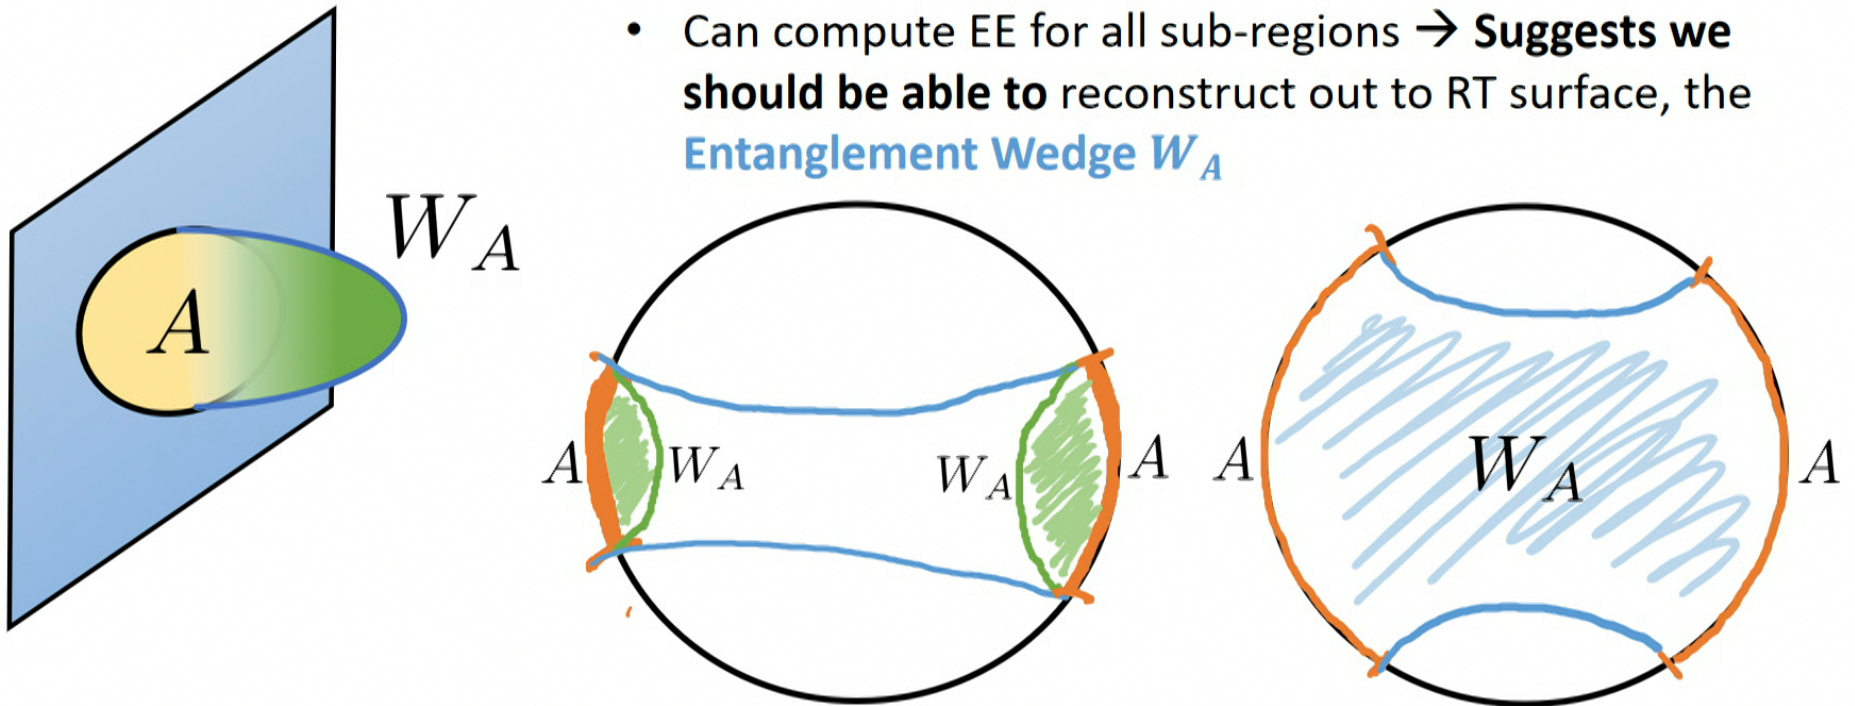 • Can compute EE for all sub-regions → Suggests we
should be able to reconstruct out to RT surface, the
Entanglement Wedge W_A
W_A
A
A
W_A
W_A
A
A
W_A
A